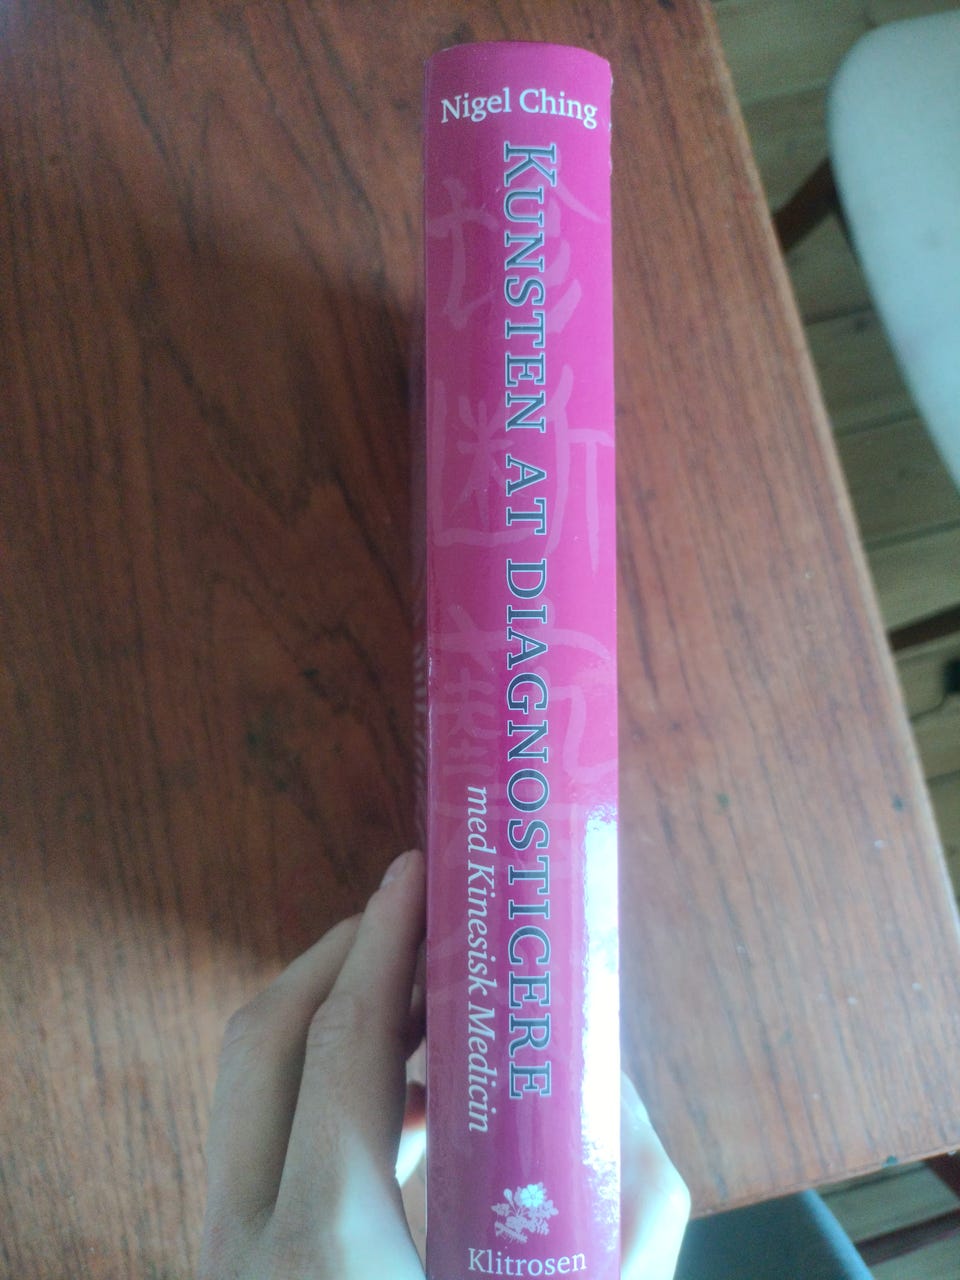 Nigel Ching
KUNSTEN AT DIAGNOSTICERE
med Kinesisk Medicin
Klitrosen